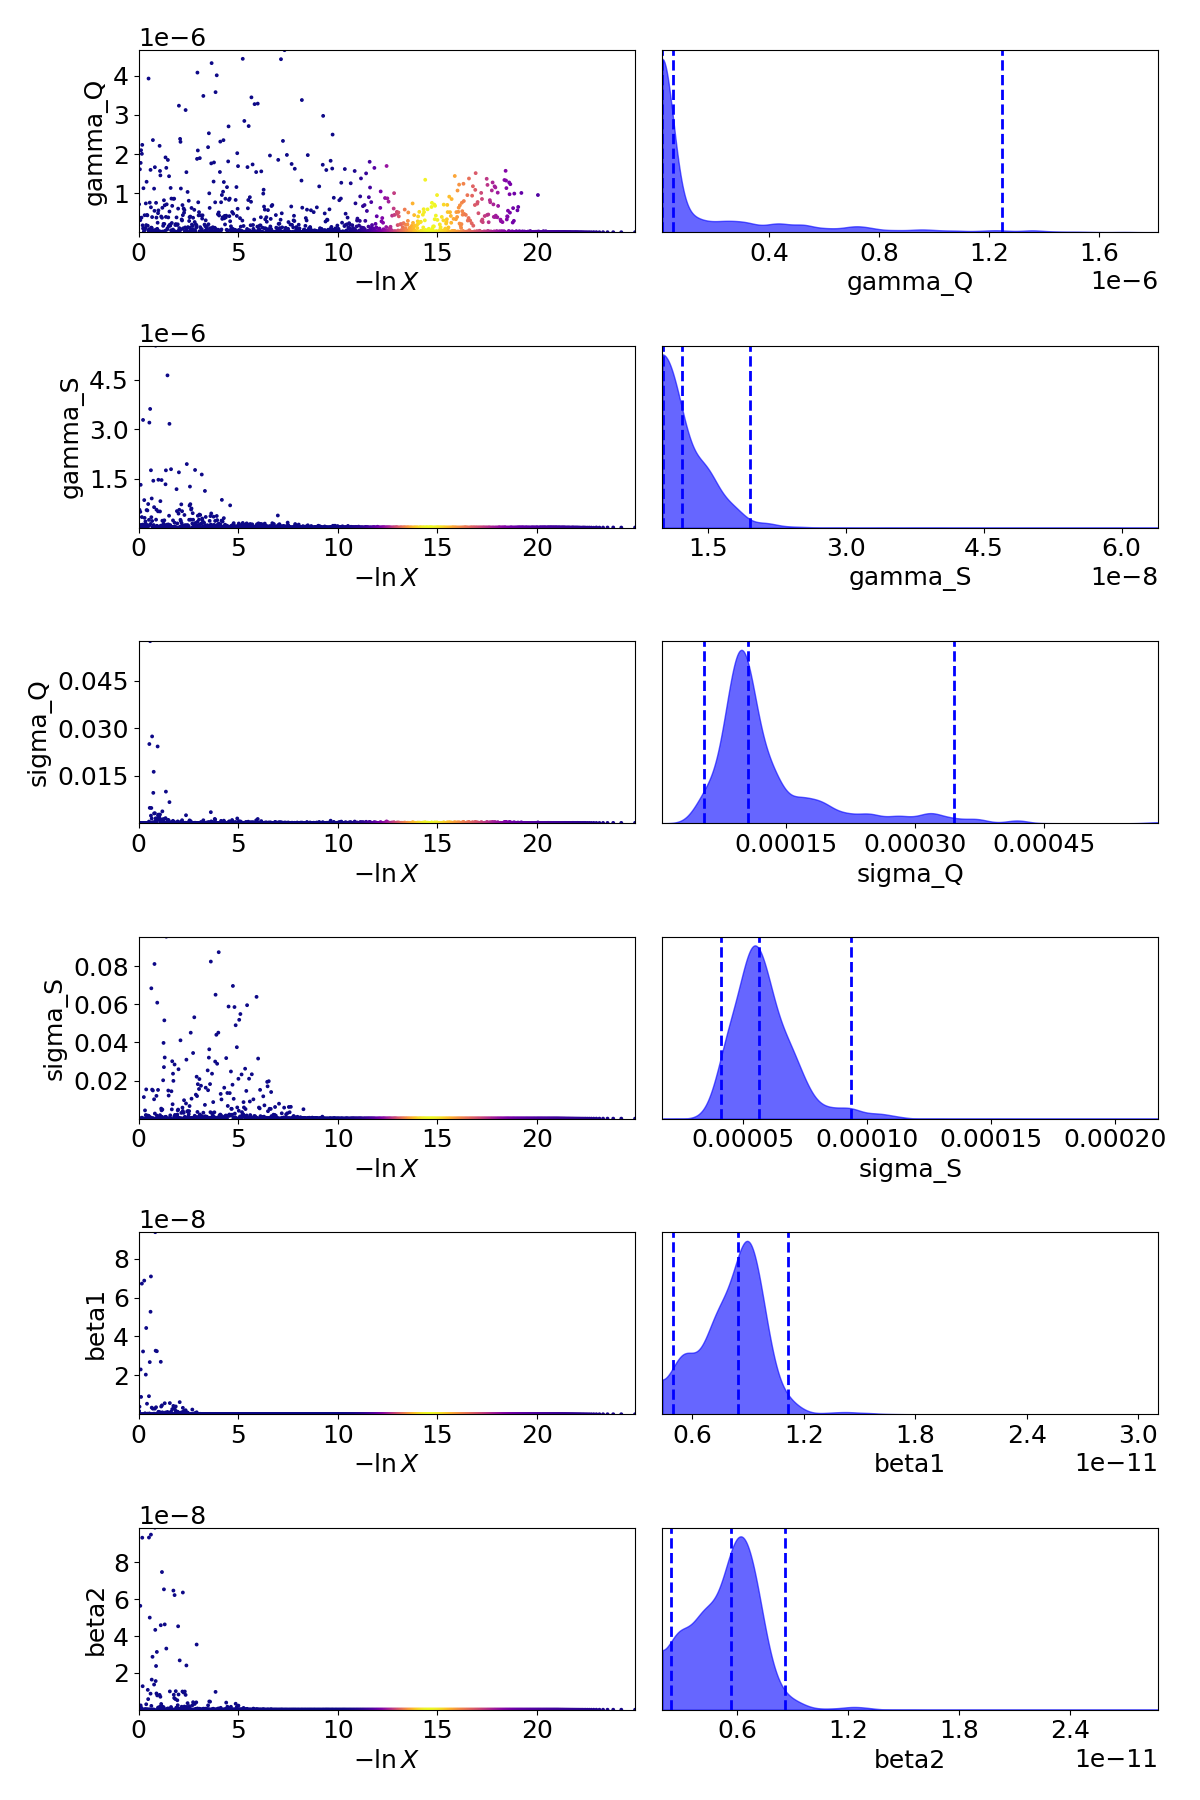 1e−6
gamma_Q
4
3
2
1
0 5 10 15 20
−ln X
0.4 0.8 1.2 1.6
gamma_Q 1e−6
1e−6
gamma_S
4.5
3.0
1.5
0 5 10 15 20
−ln X
1.5 3.0 4.5 6.0
gamma_S 1e−8
sigma_Q
0.045
0.030
0.015
0 5 10 15 20
−ln X
0.00015 0.00030 0.00045
sigma_Q
sigma_S
0.08
0.06
0.04
0.02
0 5 10 15 20
−ln X
0.00005 0.00010 0.00015 0.00020
sigma_S
1e−8
beta1
8
6
4
2
0 5 10 15 20
−ln X
0.6 1.2 1.8 2.4 3.0
beta1 1e−11
1e−8
beta2
8
6
4
2
0 5 10 15 20
−ln X
0.6 1.2 1.8 2.4
beta2 1e−11